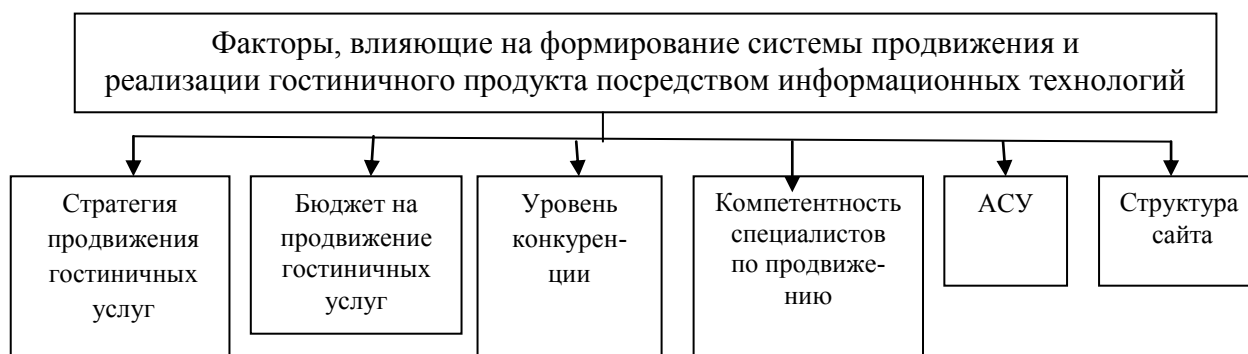 Факторы, влияющие на формирование системы продвижения и
реализации гостиничного продукта посредством информационных технологий
Стратегия
продвижения
гостиничных
услуг
Бюджет на
продвижение
гостиничных
услуг
Уровень
конкурен-
ции
Компетентность
специалистов
по продвиже-
нию
АСУ
Структура
сайта